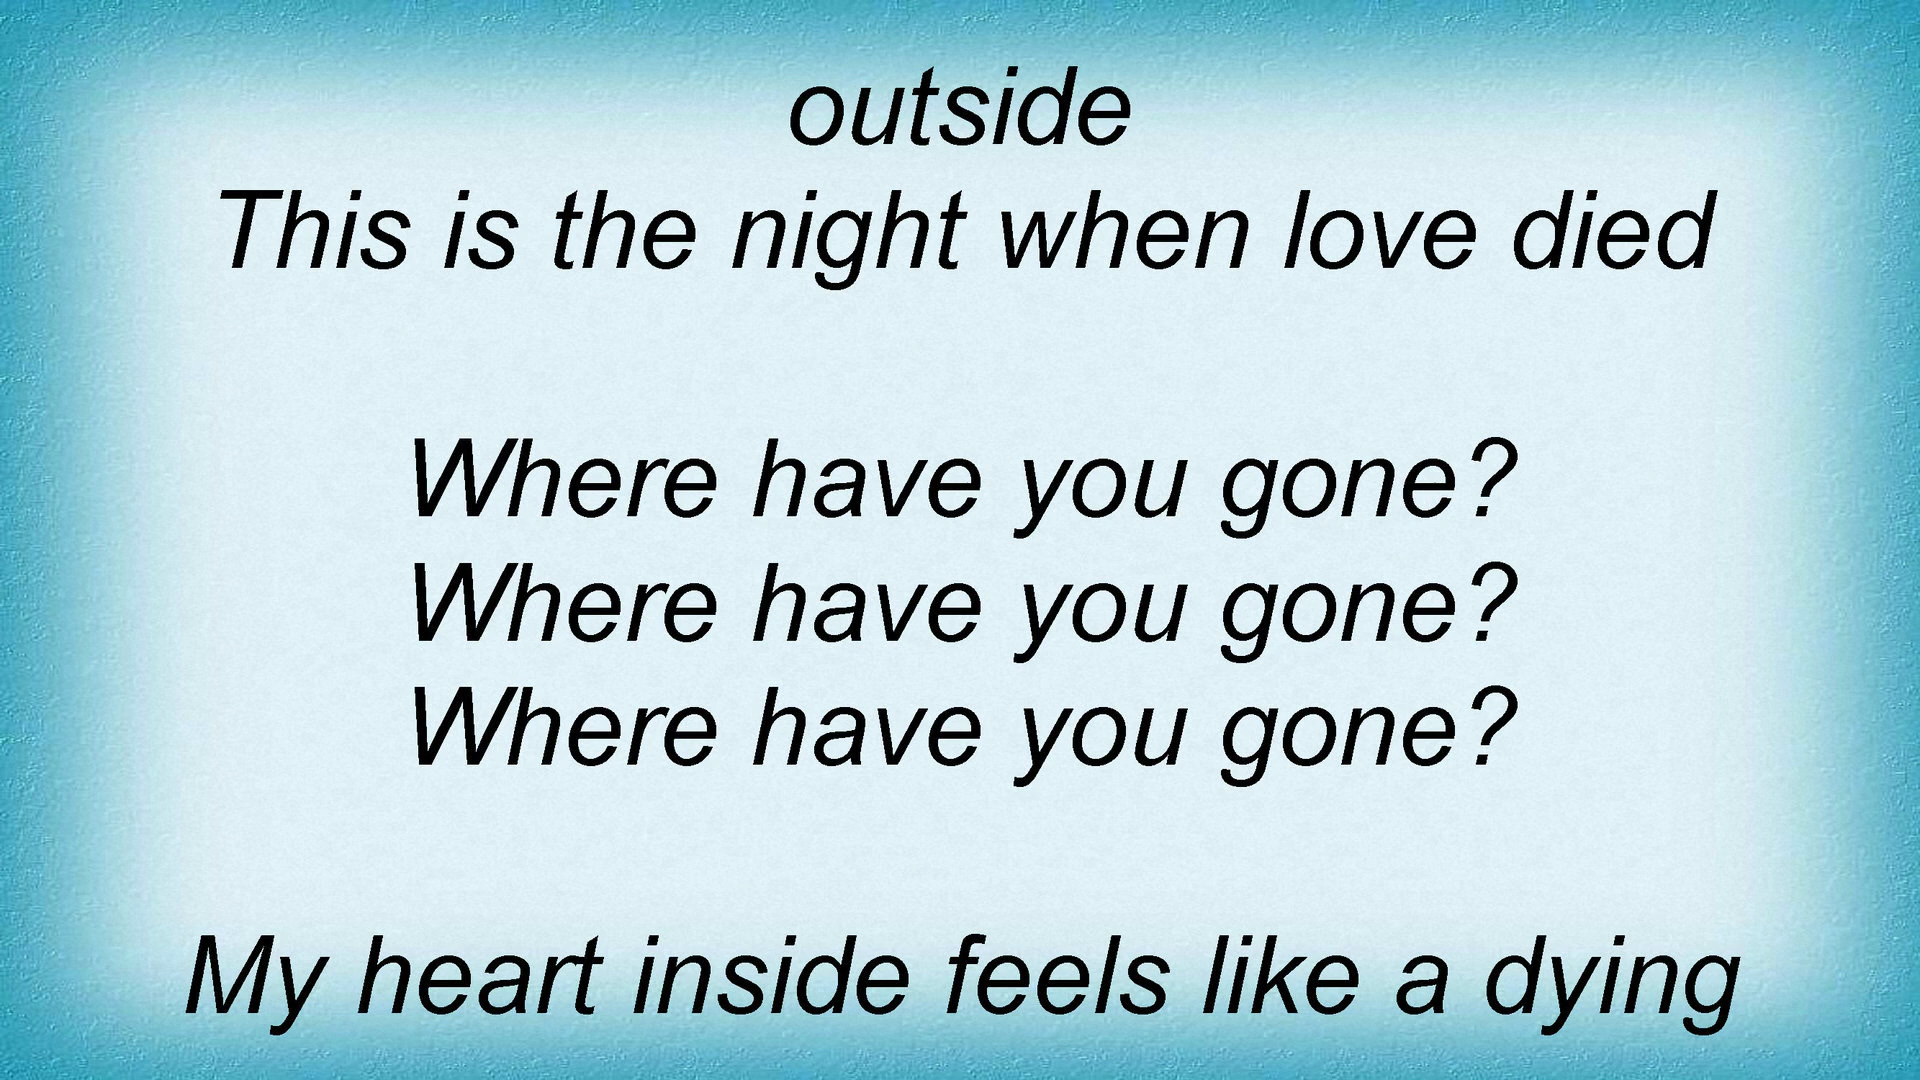 outside
This is the night when love died
Where have you gone?
Where have you gone?
Where have you gone?
My heart inside feels like a dying